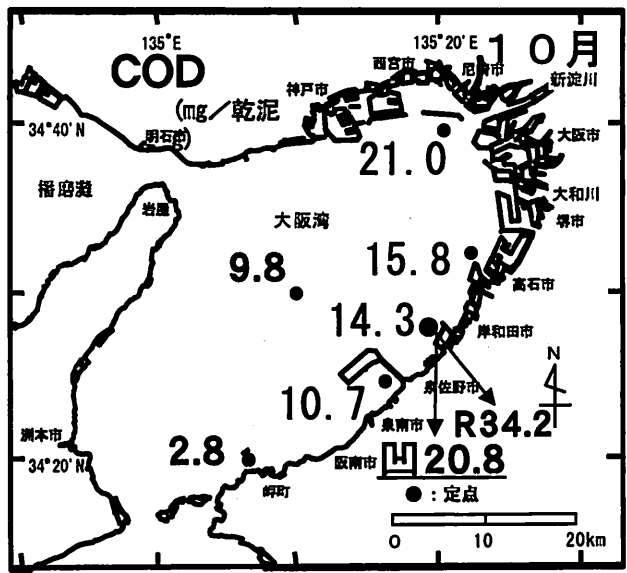 135°E
135°20'E
10月
COD
(mg/乾泥
西宮市
尼崎市
新淀川
神戸市
34°40'N
明石市
g)
21.0
大阪市
播磨灘
岩屋
大阪湾
大和川
堺市
15.8
9.8
高石市
14.3
岸和田市
N
10.7
泉佐野市
泉南市
R34.2
洲本市
34°20'N
2.8
阪南市
20.8
岬町
●:定点
0 10 20km